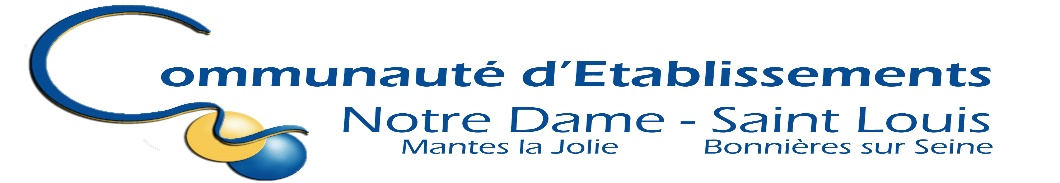 Communauté d'Etablissements
Notre Dame - Saint Louis
Mantes la Jolie Bonnières sur Seine